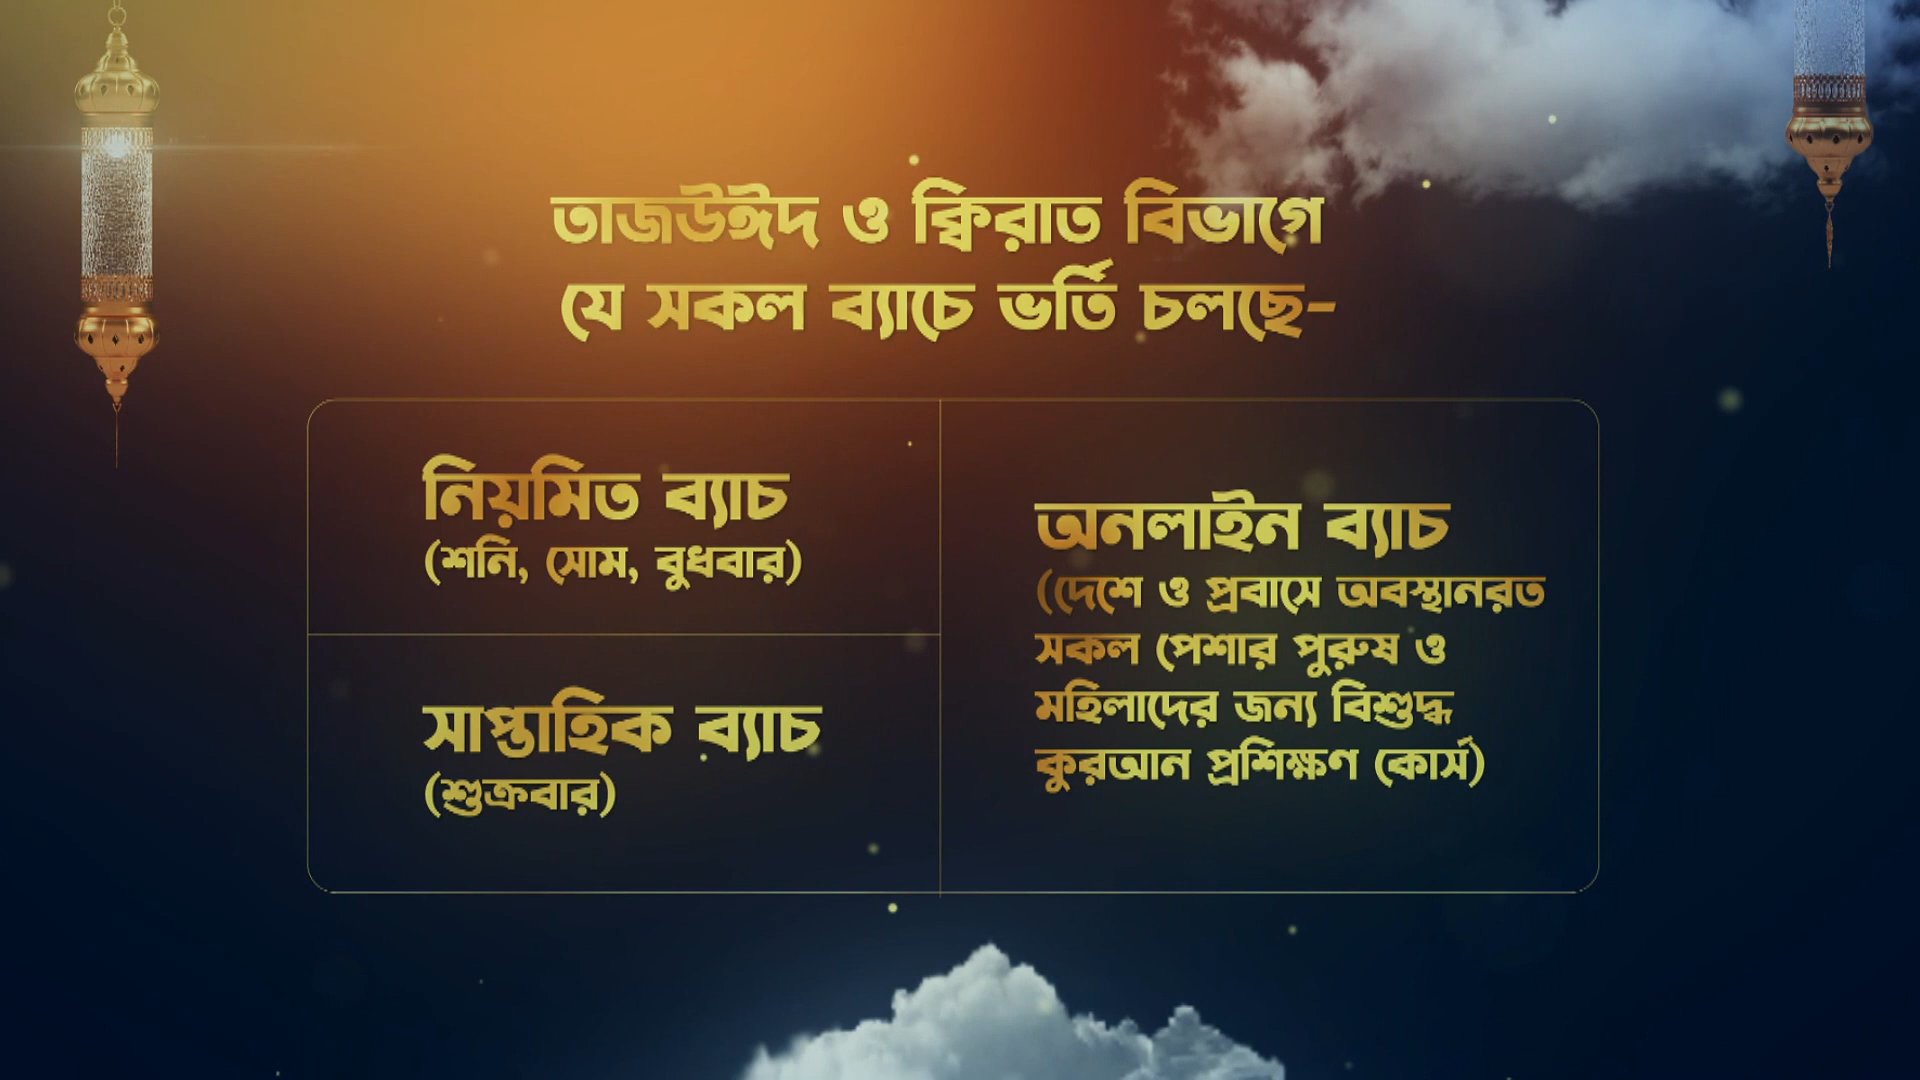 তাজউঈদ ও ক্বিরাত বিভাগে
যে সকল ব্যাচে ভর্তি চলছে-
নিয়মিত ব্যাচ
(শনি, সোম, বুধবার)
সাপ্তাহিক ব্যাচ
(শুক্রবার)
অনলাইন ব্যাচ
(দেশে ও প্রবাসে অবস্থানরত
সকল পেশার পুরুষ ও
মহিলাদের জন্য বিশুদ্ধ
কুরআন প্রশিক্ষণ কোর্স)